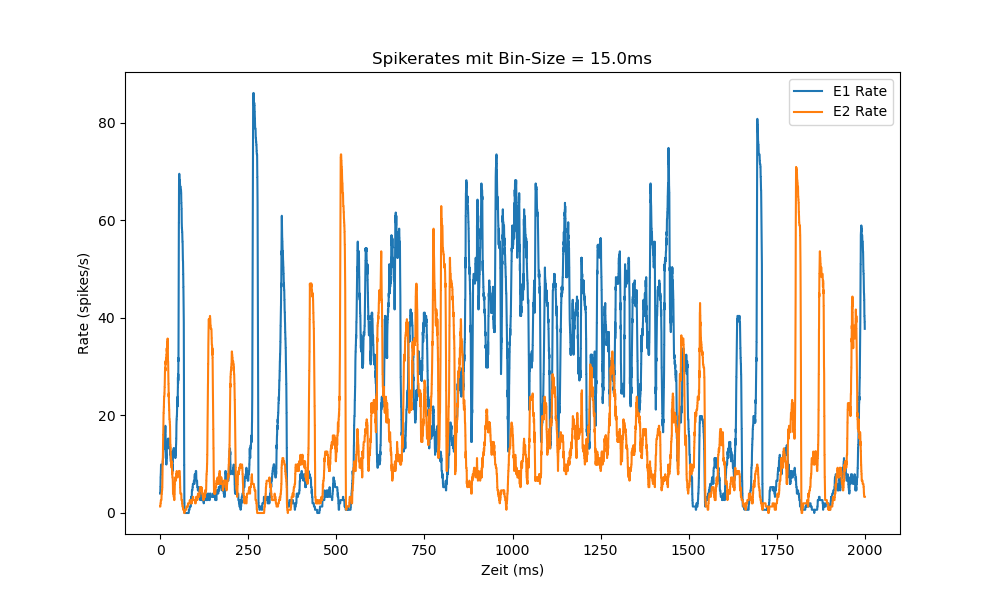 Spikerates mit Bin-Size = 15.0ms
E1 Rate
E2 Rate
80
60
40
20
0
Rate (spikes/s)
0 250 500 750 1000 1250 1500 1750 2000
Zeit (ms)